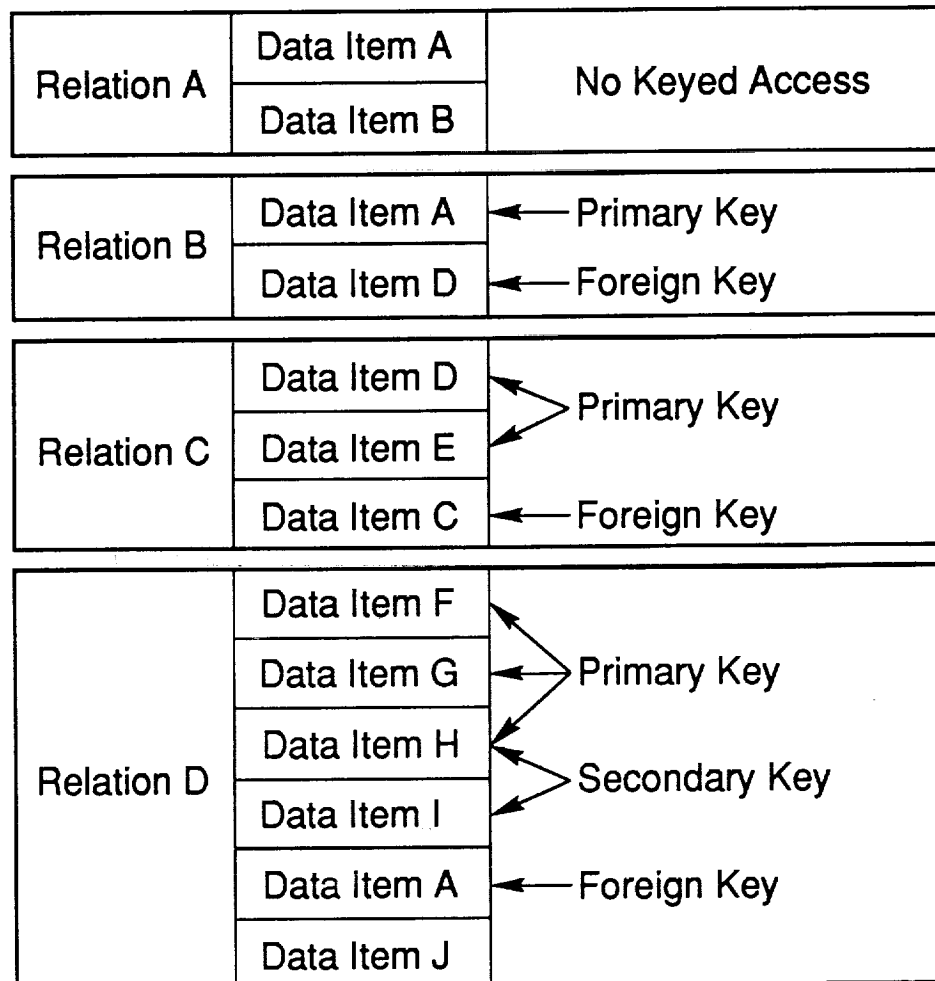 Relation A
Data Item A
Data Item B
No Keyed Access
Relation B
Data Item A
Primary Key
Data Item D
Foreign Key
Relation C
Data Item D
Data Item E
Primary Key
Data Item C
Foreign Key
Relation D
Data Item F
Data Item G
Primary Key
Data Item H
Data Item I
Secondary Key
Data Item A
Foreign Key
Data Item J